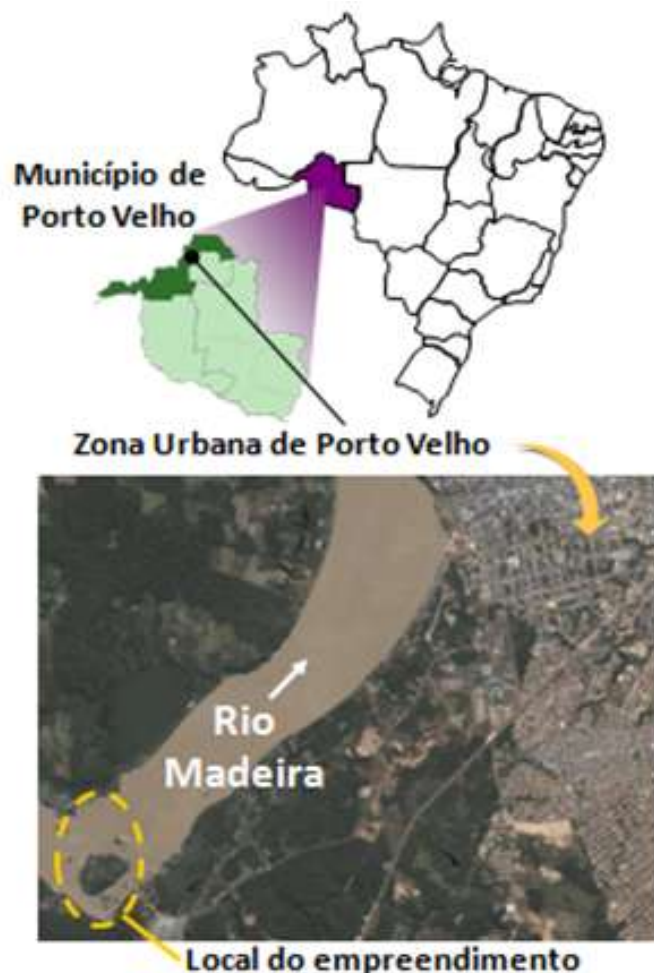 Município de
Porto Velho
Zona Urbana de Porto Velho
Rio
Madeira
Local do empreendimento